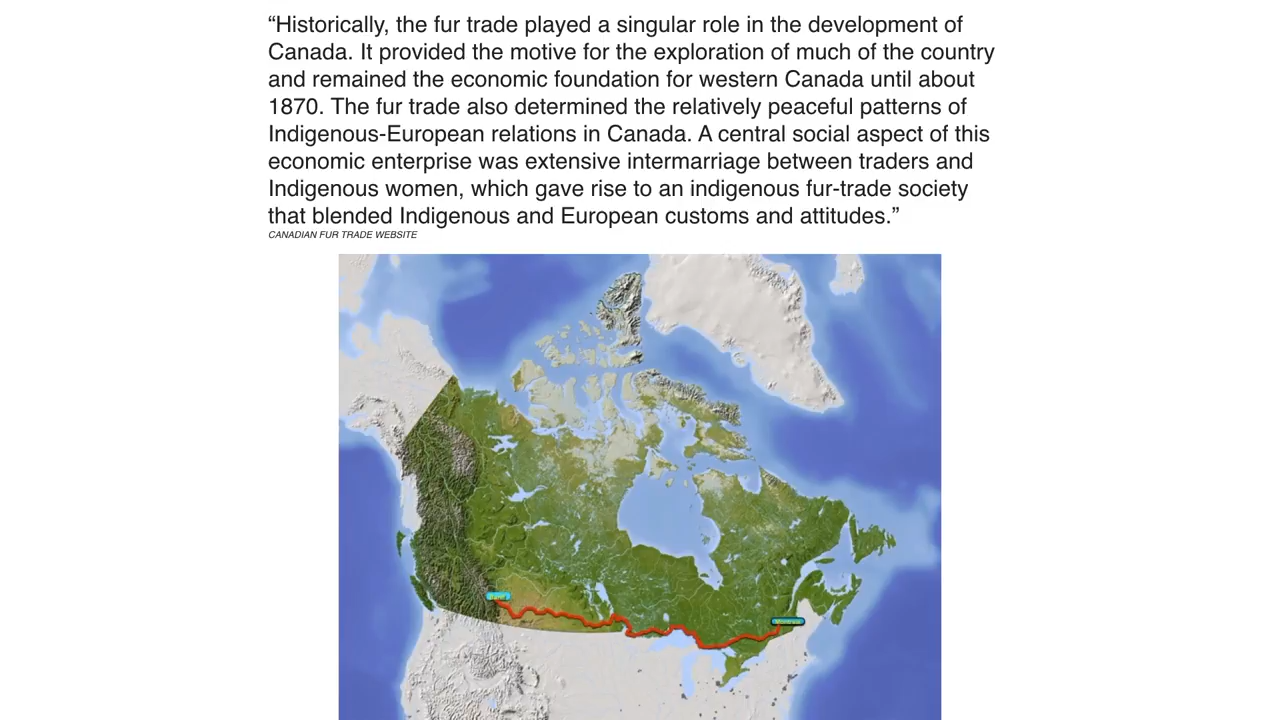 “Historically, the fur trade played a singular role in the development of
Canada. It provided the motive for the exploration of much of the country
and remained the economic foundation for western Canada until about
1870. The fur trade also determined the relatively peaceful patterns of
Indigenous-European relations in Canada. A central social aspect of this
economic enterprise was extensive intermarriage between traders and
Indigenous women, which gave rise to an indigenous fur-trade society
that blended Indigenous and European customs and attitudes.”
CANADIAN FUR TRADE WEBSITE
Montreal